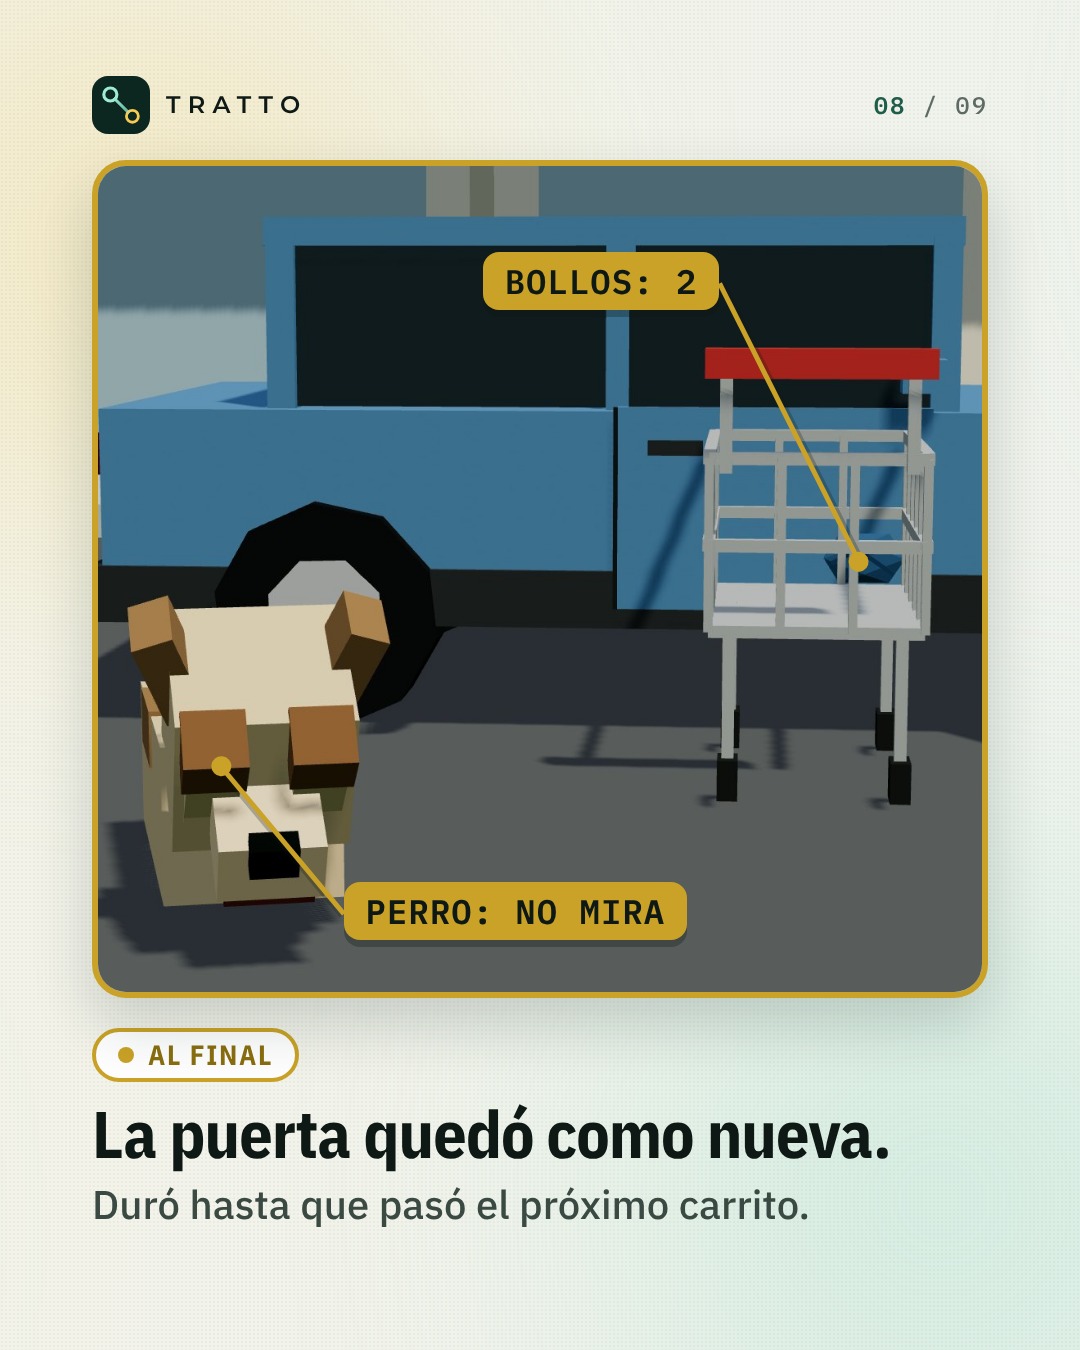 TRATTO
08 / 09
BOLLOS: 2
PERRO: NO MIRA
AL FINAL
La puerta quedó como nueva.
Duró hasta que pasó el próximo carrito.